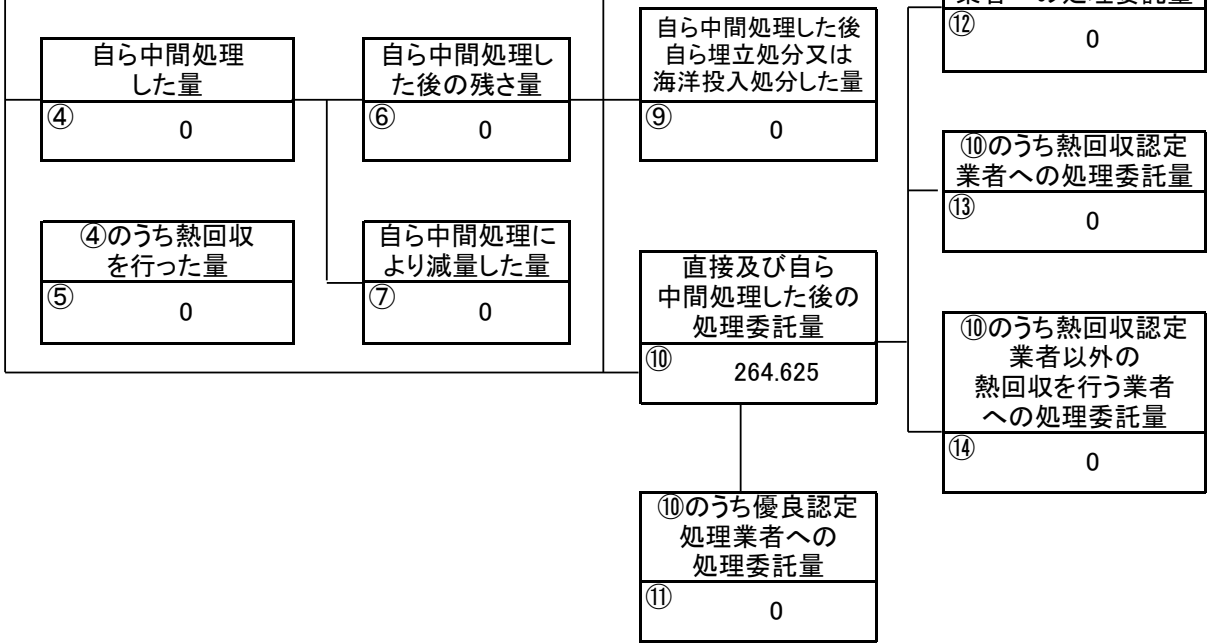 自ら中間処理
した量
④
0
自ら中間処理し
た後の残さ量
⑥
0
自ら中間処理した後
自ら埋立処分又は
海洋投入処分した量
⑨
0
⑫
0
⑩のうち熱回収認定
業者への処理委託量
⑬
0
④のうち熱回収
を行った量
⑤
0
自ら中間処理に
より減量した量
⑦
0
直接及び自ら
中間処理した後の
処理委託量
⑩
264.625
⑩のうち熱回収認定
業者以外の
熱回収を行う業者
への処理委託量
⑭
0
⑩のうち優良認定
処理業者への
処理委託量
⑪
0